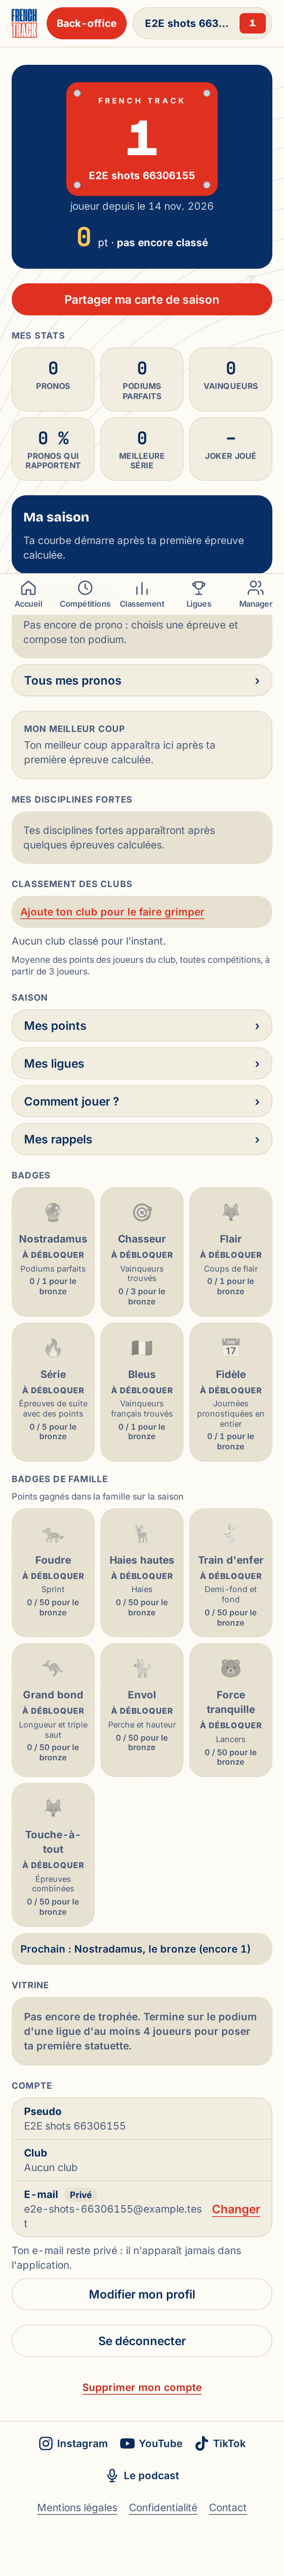 FRENCH
TRACK
Back-office
E2E shots 663...
1
FRENCH TRACK
1
E2E shots 66306155
joueur depuis le 14 nov. 2026
0 pt · pas encore classé
Partager ma carte de saison
MES STATS
0
PRONOS
0
PODIUMS
PARFAITS
0
VAINQUEURS
0 %
PRONOS QUI
RAPPORTENT
0
MEILLEURE
SÉRIE
–
JOKER JOUÉ
Ma saison
Ta courbe démarre après ta première épreuve
calculée.
Accueil
Compétitions
Classement
Ligues
Manager
Pas encore de prono : choisis une épreuve et
compose ton podium.
Tous mes pronos ›
MON MEILLEUR COUP
Ton meilleur coup apparaîtra ici après ta
première épreuve calculée.
MES DISCIPLINES FORTES
Tes disciplines fortes apparaîtront après
quelques épreuves calculées.
CLASSEMENT DES CLUBS
Ajoute ton club pour le faire grimper
Aucun club classé pour l'instant.
Moyenne des points des joueurs du club, toutes compétitions, à
partir de 3 joueurs.
SAISON
Mes points ›
Mes ligues ›
Comment jouer ? ›
Mes rappels ›
BADGES
Nostradamus
À DÉBLOQUER
Podiums parfaits
0 / 1 pour le
bronze
Chasseur
À DÉBLOQUER
Vainqueurs
trouvés
0 / 3 pour le
bronze
Flair
À DÉBLOQUER
Coups de flair
0 / 1 pour le
bronze
Série
À DÉBLOQUER
Épreuves de suite
avec des points
0 / 5 pour le
bronze
Bleus
À DÉBLOQUER
Vainqueurs
français trouvés
0 / 1 pour le
bronze
Fidèle
À DÉBLOQUER
Journées
pronostiquées en
entier
0 / 1 pour le
bronze
BADGES DE FAMILLE
Points gagnés dans la famille sur la saison
Foudre
À DÉBLOQUER
Sprint
0 / 50 pour le
bronze
Haies hautes
À DÉBLOQUER
Haies
0 / 50 pour le
bronze
Train d'enfer
À DÉBLOQUER
Demi-fond et
fond
0 / 50 pour le
bronze
Grand bond
À DÉBLOQUER
Longueur et triple
saut
0 / 50 pour le
bronze
Envol
À DÉBLOQUER
Perche et hauteur
0 / 50 pour le
bronze
Force
tranquille
À DÉBLOQUER
Lancers
0 / 50 pour le
bronze
Touche-à-
tout
À DÉBLOQUER
Épreuves
combinées
0 / 50 pour le
bronze
Prochain : Nostradamus, le bronze (encore 1)
VITRINE
Pas encore de trophée. Termine sur le podium
d'une ligue d'au moins 4 joueurs pour poser
ta première statuette.
COMPTE
Pseudo
E2E shots 66306155
Club
Aucun club
E-mail Privé
e2e-shots-66306155@example.tes
t
Changer
Ton e-mail reste privé : il n'apparaît jamais dans
l'application.
Modifier mon profil
Se déconnecter
Supprimer mon compte
Instagram
YouTube
TikTok
Le podcast
Mentions légales
Confidentialité
Contact